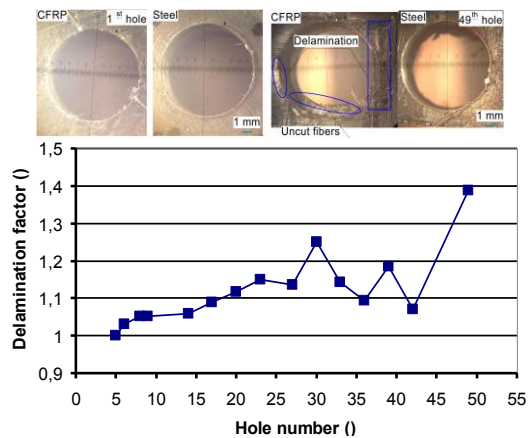 CFRP
1 st hole
Steel
1 mm
CFRP
Delamination
Uncut fibers
Steel
49th hole
1 mm
Delamination factor ()
1,5
1,4
1,3
1,2
1,1
1
0,9
0 5 10 15 20 25 30 35 40 45 50 55
Hole number ()